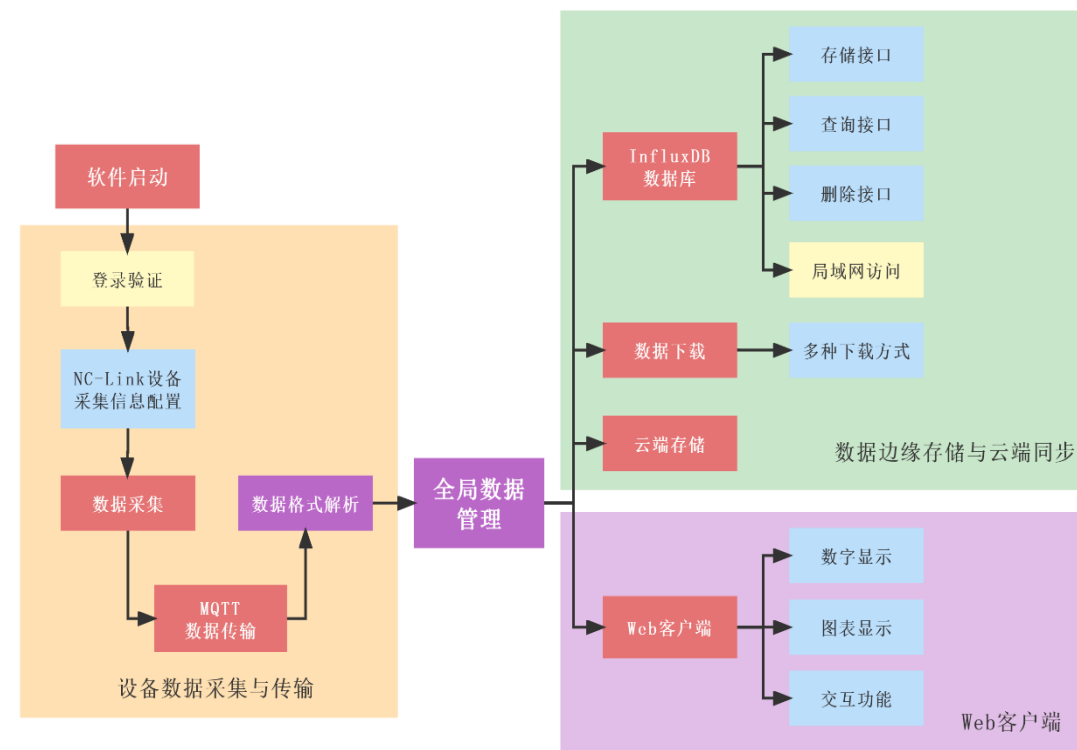 软件启动
登录验证
NC-Link设备
采集信息配置
数据采集
MQTT
数据传输
数据格式解析
设备数据采集与传输
全局数据
管理
InfluxDB
数据库
存储接口
查询接口
删除接口
局域网访问
数据下载
多种下载方式
云端存储
数据边缘存储与云端同步
Web客户端
数字显示
图表显示
交互功能
Web客户端